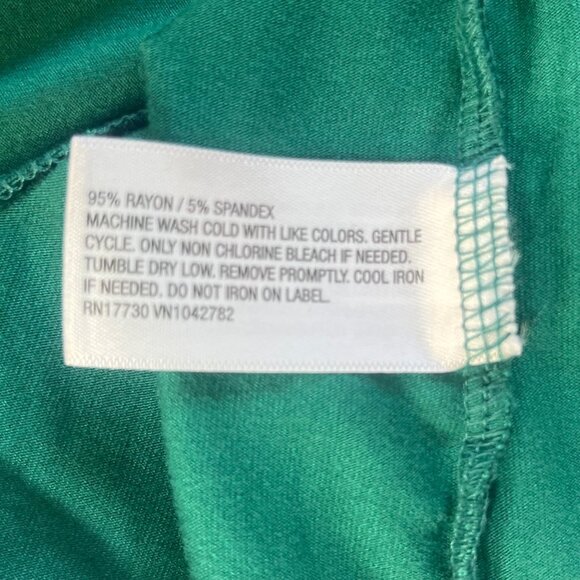 95% RAYON / 5% SPANDEX
MACHINE WASH COLD WITH LIKE COLORS. GENTLE
CYCLE. ONLY NON CHLORINE BLEACH IF NEEDED.
TUMBLE DRY LOW. REMOVE PROMPTLY. COOL IRON
IF NEEDED. DO NOT IRON ON LABEL.
RN17730 VN1042782